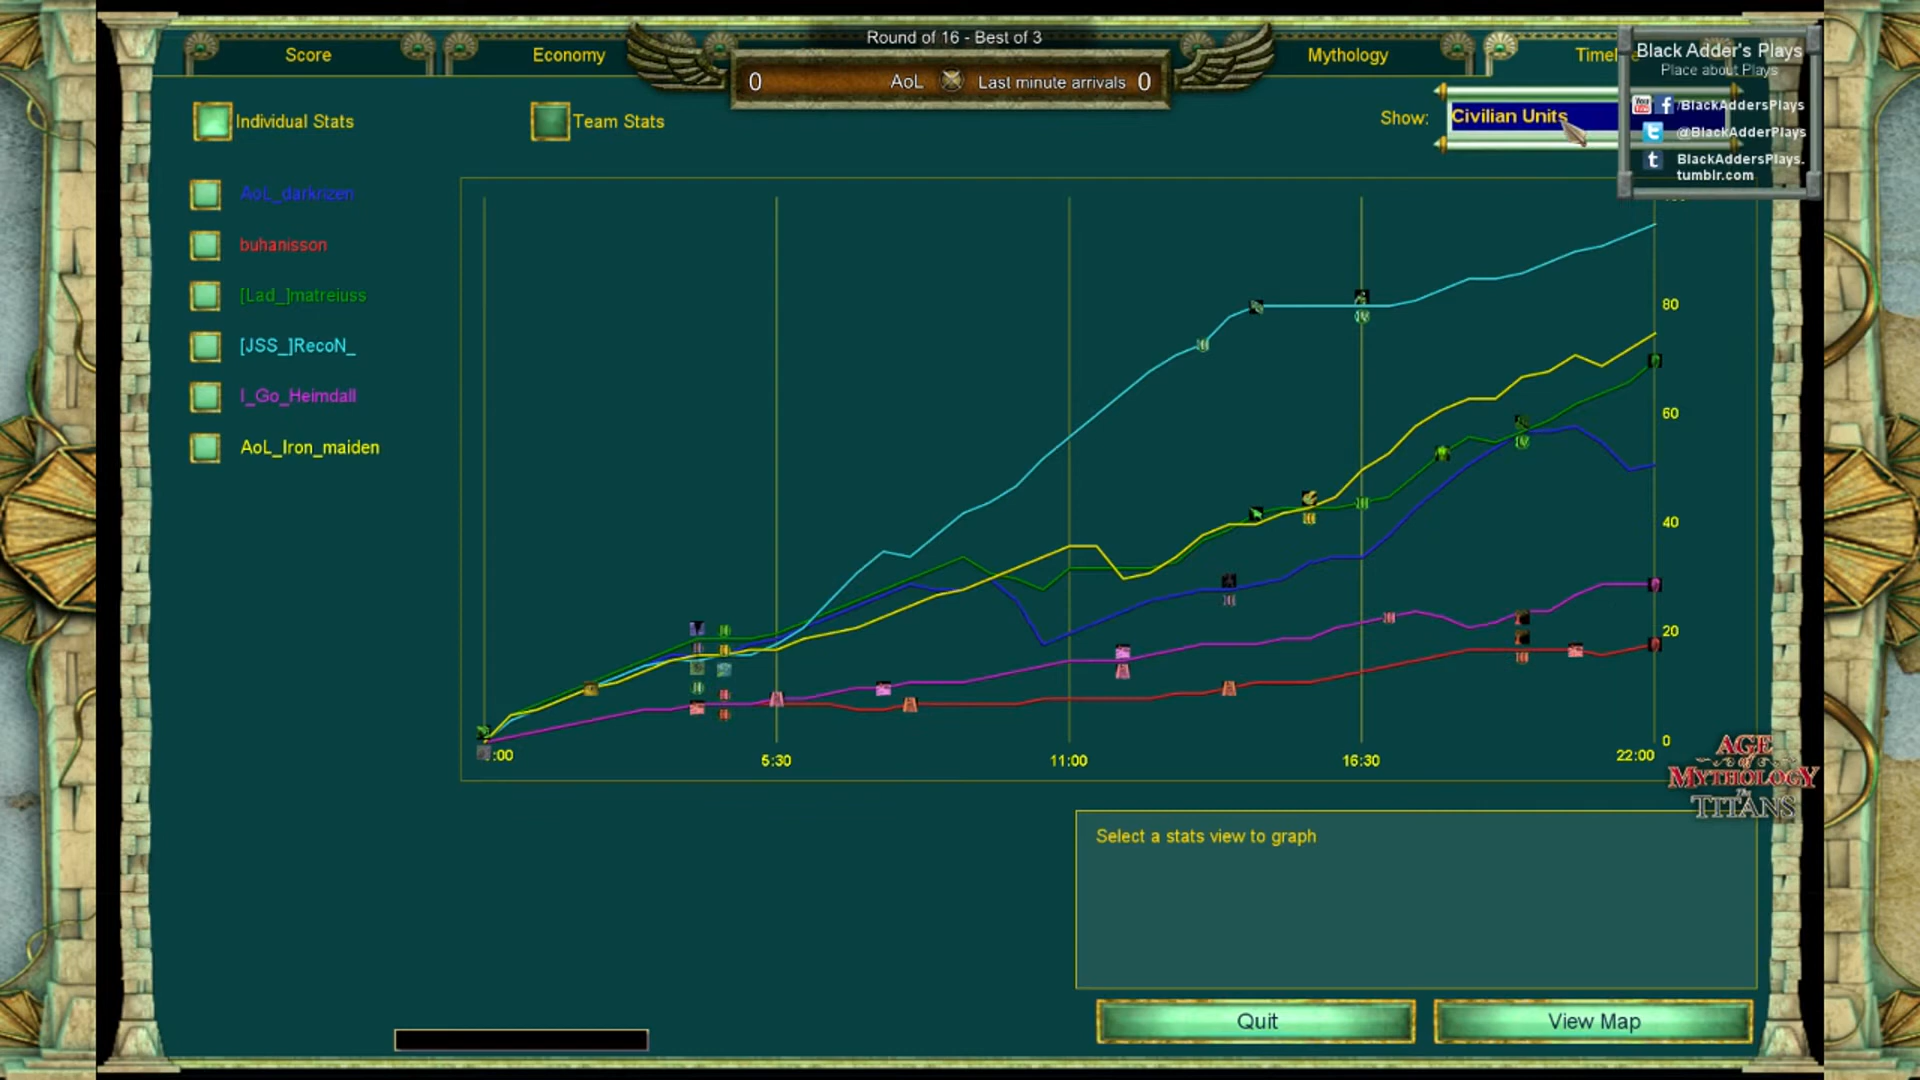 Round of 16 - Best of 3
Score
Economy
Mythology
0 AoL Last minute arrivals 0
Black Adder's Plays
Place about Plays
/BlackAddersPlays
@BlackAdderPlays
BlackAddersPlays.
tumblr.com
Individual Stats
Team Stats
Show:
Civilian Units
AoL_darknzen
buhanisson
[Lad_]matreiuss
[JSS_]RecoN_
I_Go_Heimdall
AoL_Iron_maiden
80
60
40
20
0
:00
5:30
11:00
16:30
22:00
AGE
of
MYTHOLOGY
The
TITANS
Select a stats view to graph
Quit
View Map